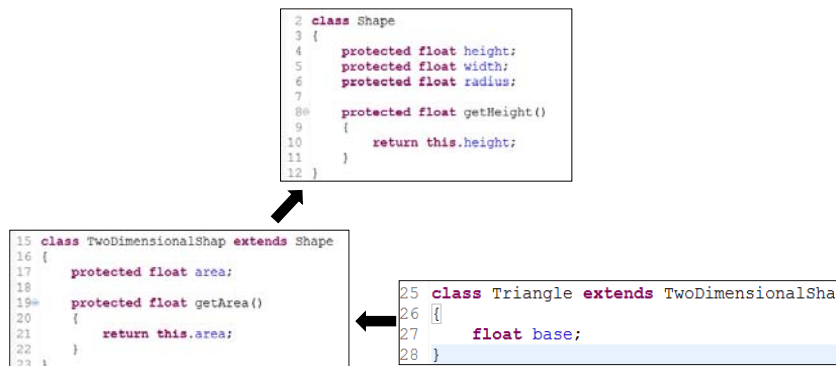 2 class Shape
3 {
4 protected float height;
5 protected float width;
6 protected float radius;
7
8 protected float getHeight()
9 {
10 return this.height;
11 }
12 }
15 class TwoDimensionalShap extends Shape
16 {
17 protected float area;
18
19 protected float getArea()
20 {
21 return this.area;
22 }
23 }
25 class Triangle extends TwoDimensionalSha
26 {
27 float base;
28 }